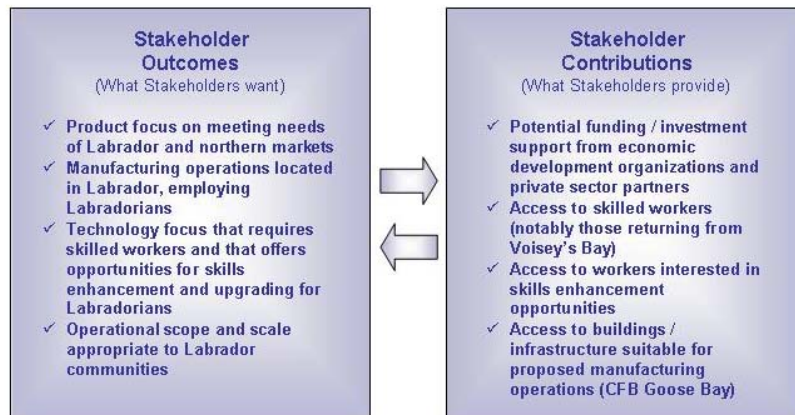 Stakeholder
Outcomes
(What Stakeholders want)
✓ Product focus on meeting needs
of Labrador and northern markets
✓ Manufacturing operations located
in Labrador, employing
Labradorians
✓ Technology focus that requires
skilled workers and that offers
opportunities for skills
enhancement and upgrading for
Labradorians
✓ Operational scope and scale
appropriate to Labrador
communities
Stakeholder
Contributions
(What Stakeholders provide)
✓ Potential funding / investment
support from economic
development organizations and
private sector partners
✓ Access to skilled workers
(notably those returning from
Voisey's Bay)
✓ Access to workers interested in
skills enhancement
opportunities
✓ Access to buildings /
infrastructure suitable for
proposed manufacturing
operations (CFB Goose Bay)